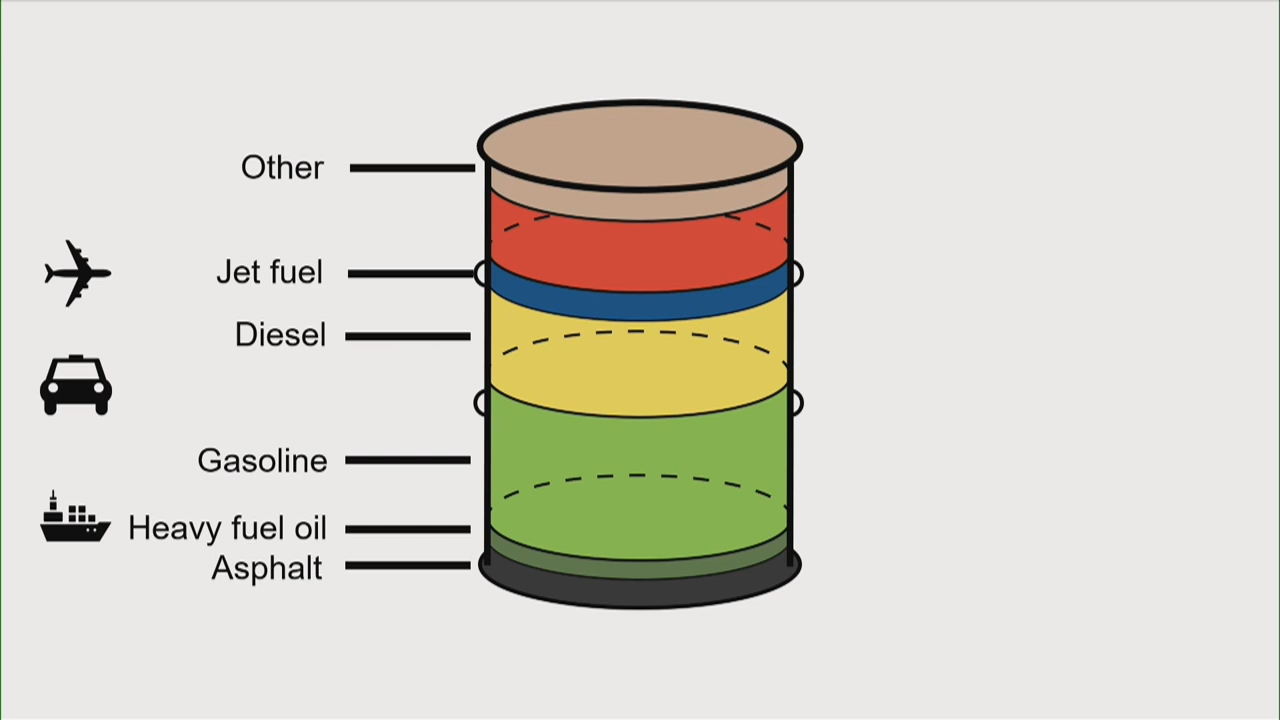 Other
Jet fuel
Diesel
Gasoline
Heavy fuel oil
Asphalt